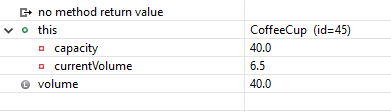 no method return value
this CoffeeCup (id=45)
capacity 40.0
currentVolume 6.5
L volume 40.0